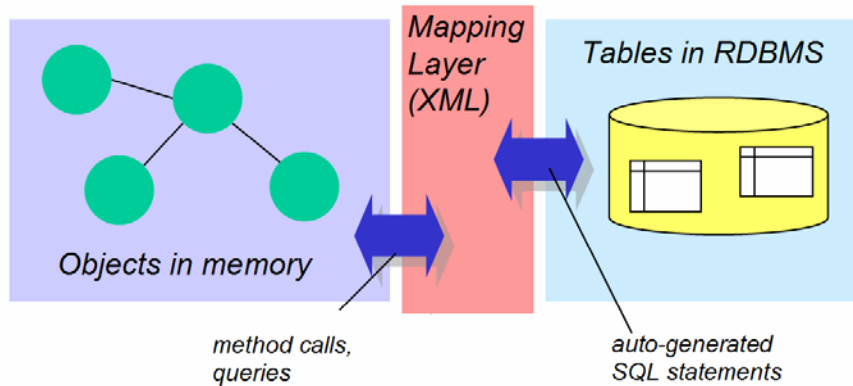 Mapping
Layer
(XML)
Tables in RDBMS
Objects in memory
method calls,
queries
auto-generated
SQL statements